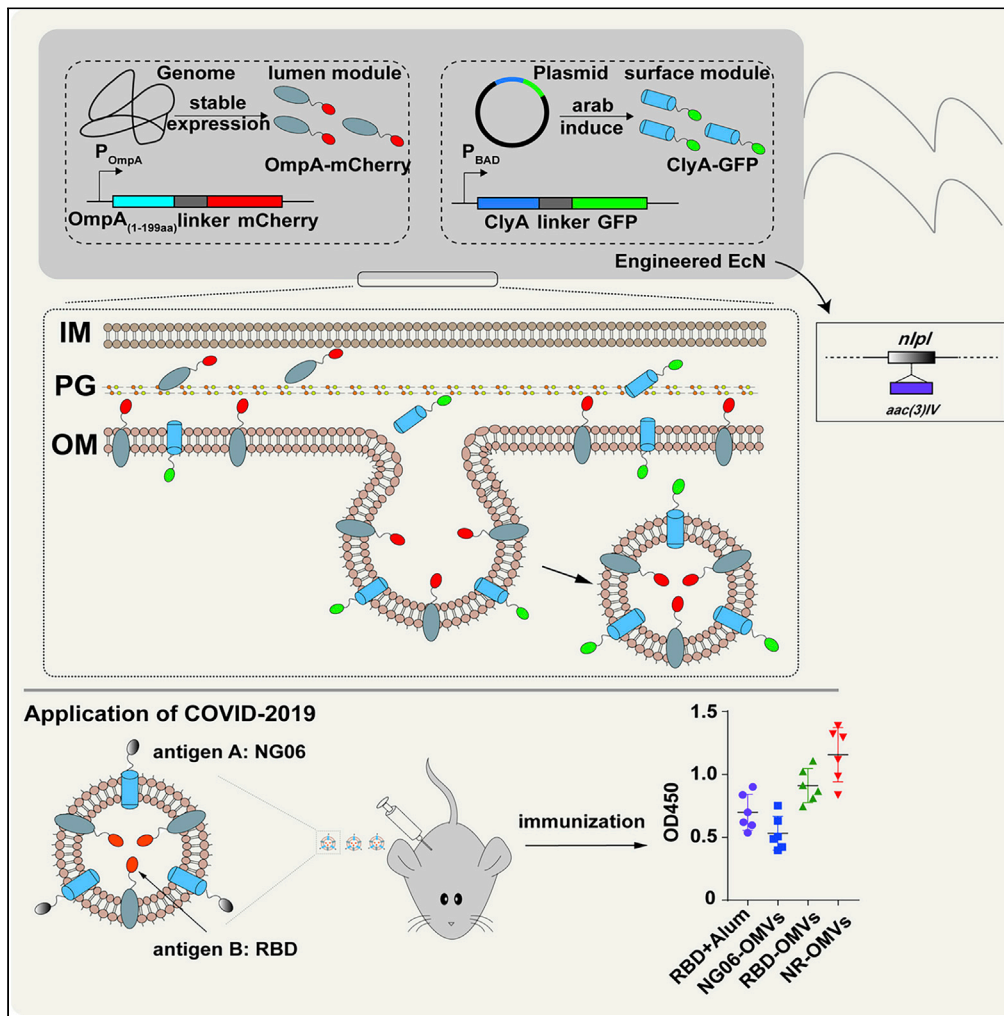 Genome
stable
expression
lumen module
OmpA-mCherry
P OmpA
OmpA(1-199aa) linker mCherry
Plasmid
arab
induce
surface module
ClyA-GFP
P BAD
ClyA linker GFP
Engineered EcN
nlpI
aac(3)IV
IM
PG
OM
Application of COVID-2019
antigen A: NG06
antigen B: RBD
immunization
OD450
1.5
1.0
0.5
0
RBD+Alum
NG06-OMVs
RBD-OMVs
NR-OMVs